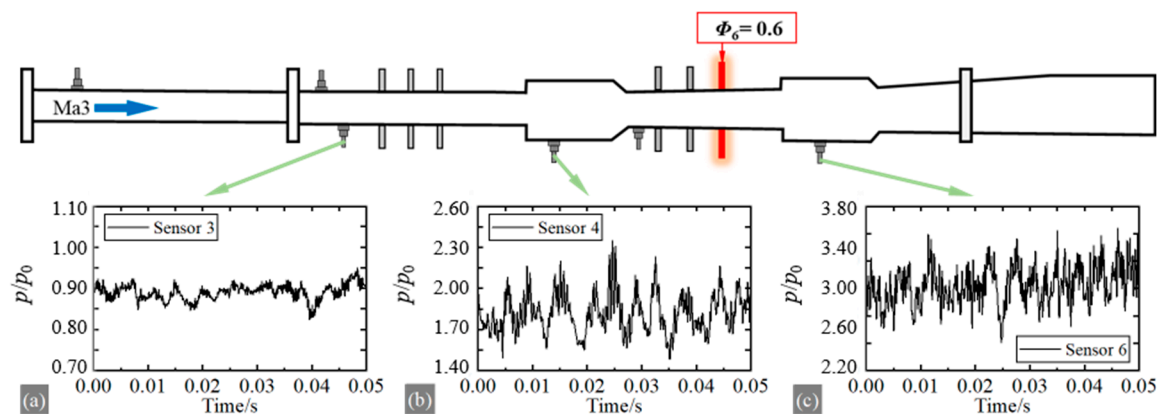 Φ6= 0.6
Ma3
1.10
1.00
0.90
0.80
0.70
p/p0
Sensor 3
0.00 0.01 0.02 0.03 0.04 0.05
Time/s
(a)
2.60
2.30
2.00
1.70
1.40
p/p0
Sensor 4
0.00 0.01 0.02 0.03 0.04 0.05
Time/s
(b)
3.80
3.40
3.00
2.60
2.20
p/p0
Sensor 6
0.00 0.01 0.02 0.03 0.04 0.05
Time/s
(c)